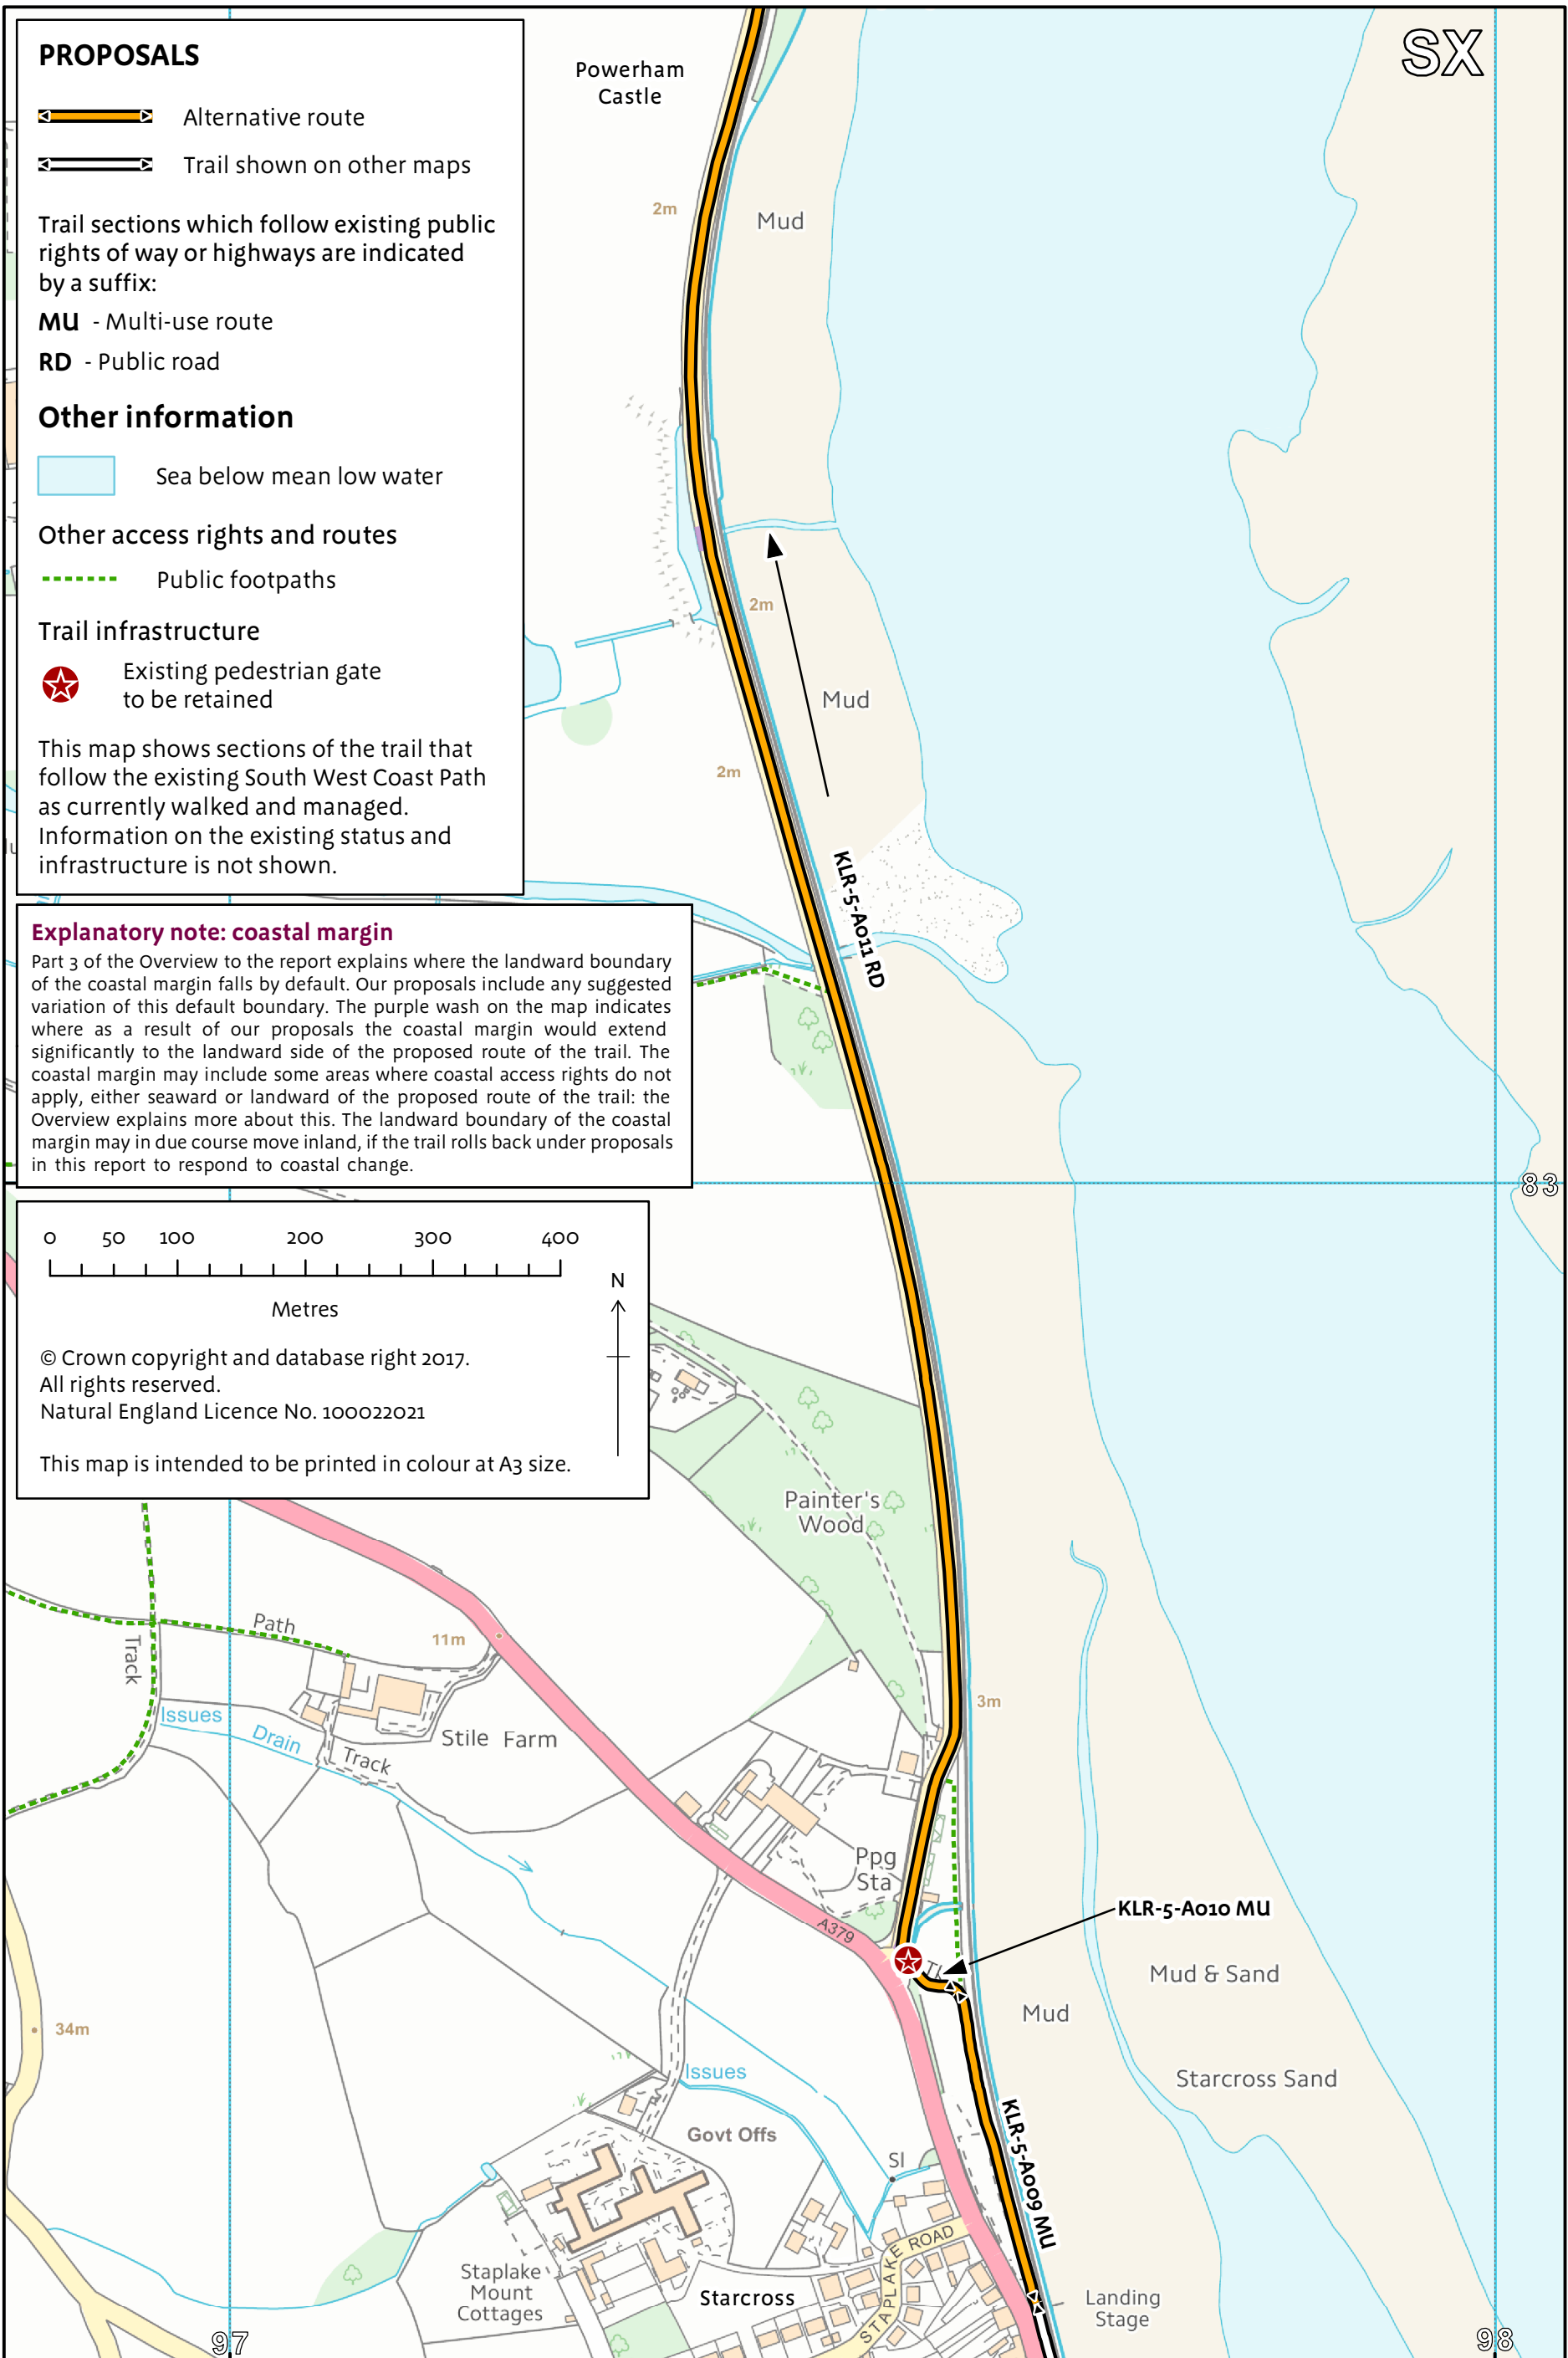 PROPOSALS
Alternative route
Trail shown on other maps
Trail sections which follow existing public
rights of way or highways are indicated
by a suffix:
MU - Multi-use route
RD - Public road
Other information
Sea below mean low water
Other access rights and routes
Public footpaths
Trail infrastructure
Existing pedestrian gate
to be retained
This map shows sections of the trail that
follow the existing South West Coast Path
as currently walked and managed.
Information on the existing status and
infrastructure is not shown.
Explanatory note: coastal margin
Part 3 of the Overview to the report explains where the landward boundary
of the coastal margin falls by default. Our proposals include any suggested
variation of this default boundary. The purple wash on the map indicates
where as a result of our proposals the coastal margin would extend
significantly to the landward side of the proposed route of the trail. The
coastal margin may include some areas where coastal access rights do not
apply, either seaward or landward of the proposed route of the trail: the
Overview explains more about this. The landward boundary of the coastal
margin may in due course move inland, if the trail rolls back under proposals
in this report to respond to coastal change.
0 50 100 200 300 400
Metres
N
© Crown copyright and database right 2017.
All rights reserved.
Natural England Licence No. 100022021
This map is intended to be printed in colour at A3 size.
SX
Powerham
Castle
2m
Mud
2m
Mud
2m
KLR-5-A011 RD
83
Painter's
Wood
Path
Track
11m
Issues
Drain
Track
Stile Farm
3m
Ppg
Sta
A379
KLR-5-A010 MU
Mud & Sand
Mud
34m
Starcross Sand
Issues
Govt Offs
KLR-5-A009 MU
Sl
STAPLAKE ROAD
Staplake
Mount
Cottages
Starcross
Landing
Stage
97
98